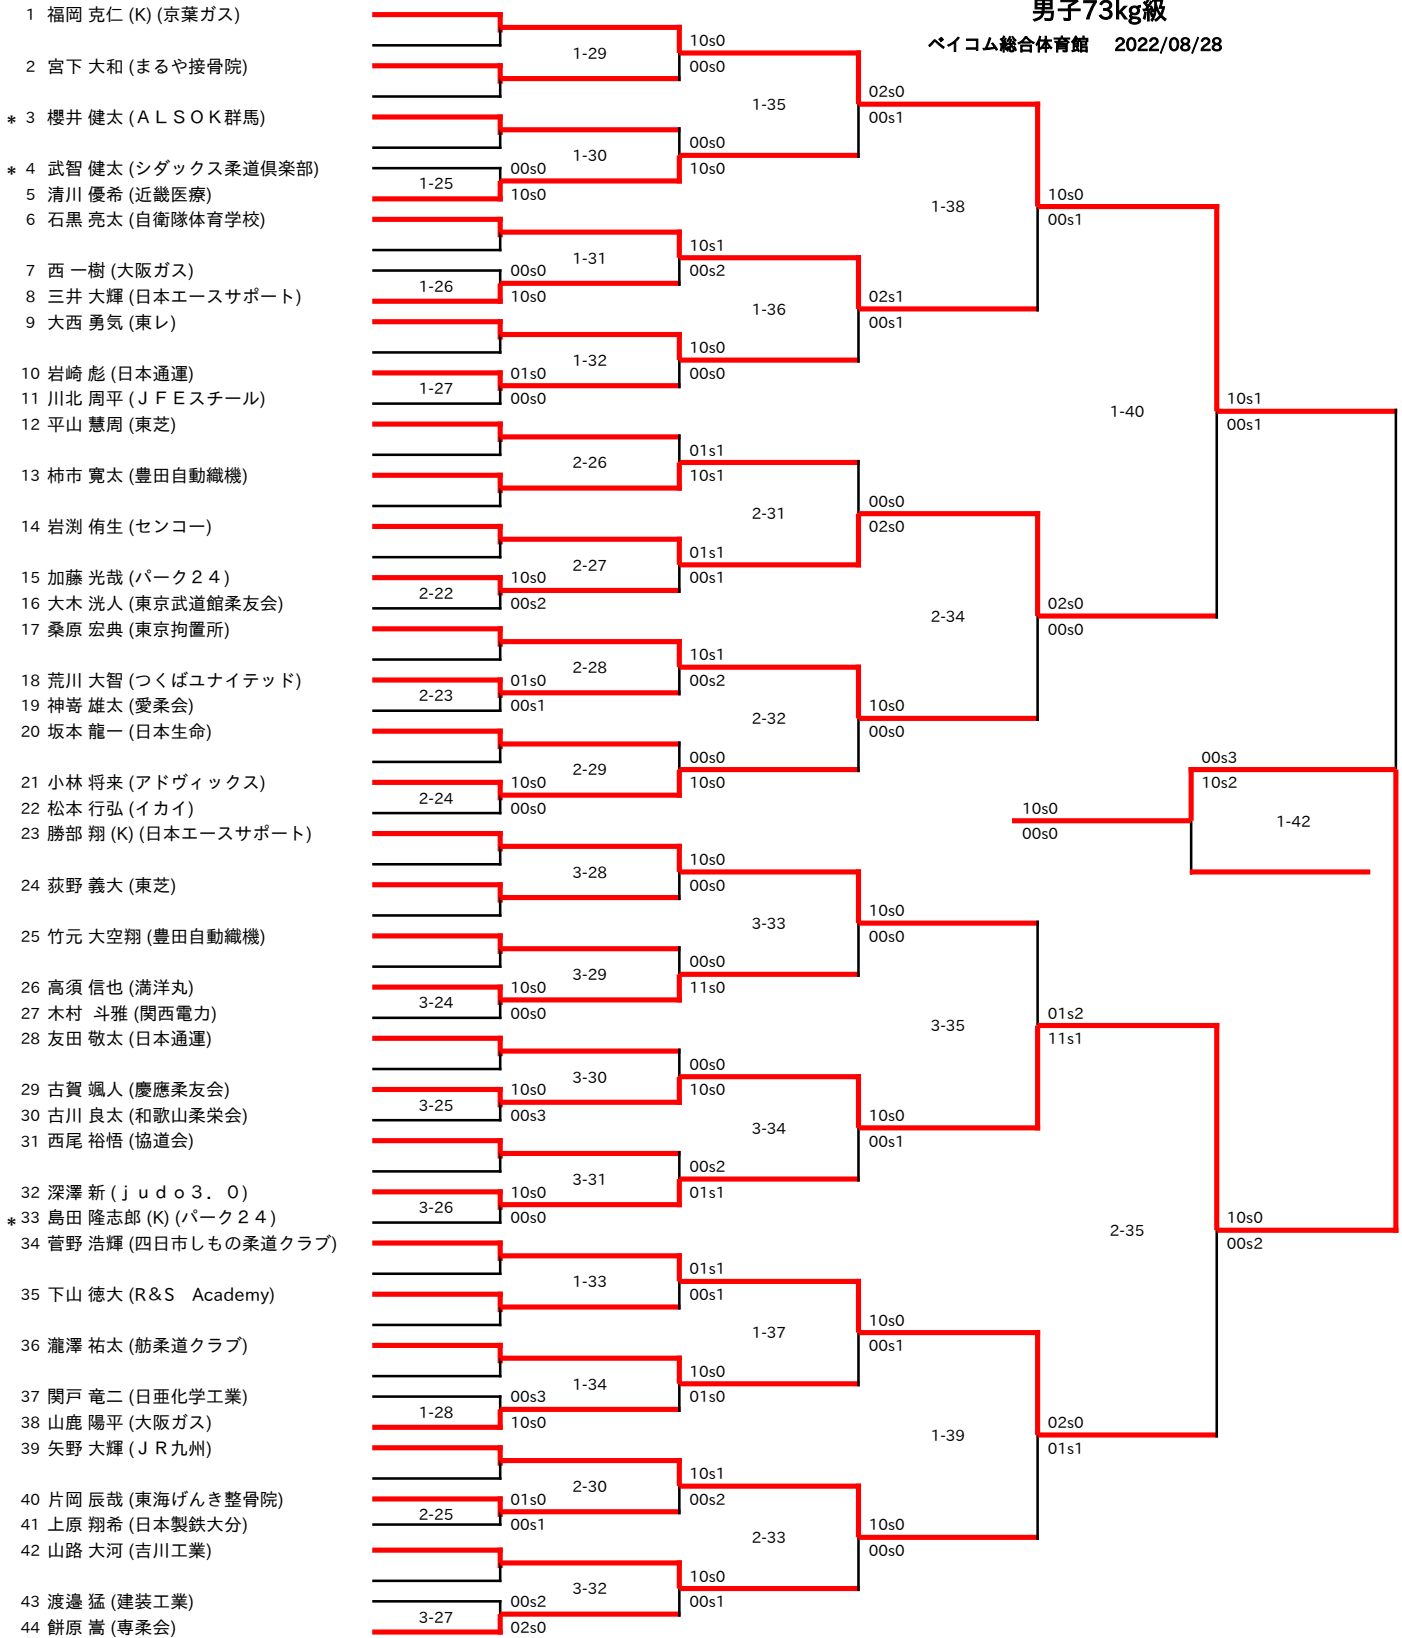 男子73kg級
ベイコム総合体育館 2022/08/28
1 福岡 克仁 (K) (京葉ガス)
2 宮下 大和 (まるや接骨院)
* 3 櫻井 健太 (ＡＬＳＯＫ群馬)
* 4 武智 健太 (シダックス柔道倶楽部)
5 清川 優希 (近畿医療)
6 石黒 亮太 (自衛隊体育学校)
7 西 一樹 (大阪ガス)
8 三井 大輝 (日本エースサポート)
9 大西 勇気 (東レ)
10 岩崎 彪 (日本通運)
11 川北 周平 (ＪＦＥスチール)
12 平山 慧周 (東芝)
13 柿市 寛太 (豊田自動織機)
14 岩渕 侑生 (センコー)
15 加藤 光哉 (パーク２４)
16 大木 洸人 (東京武道館柔友会)
17 桑原 宏典 (東京拘置所)
18 荒川 大智 (つくばユナイテッド)
19 神嵜 雄太 (愛柔会)
20 坂本 龍一 (日本生命)
21 小林 将来 (アドヴィックス)
22 松本 行弘 (イカイ)
23 勝部 翔 (K) (日本エースサポート)
24 荻野 義大 (東芝)
25 竹元 大空翔 (豊田自動織機)
26 高須 信也 (満洋丸)
27 木村 斗雅 (関西電力)
28 友田 敬太 (日本通運)
29 古賀 颯人 (慶應柔友会)
30 古川 良太 (和歌山柔栄会)
31 西尾 裕悟 (協道会)
32 深澤 新 (ｊｕｄｏ３．０)
* 33 島田 隆志郎 (K) (パーク２４)
34 菅野 浩輝 (四日市しもの柔道クラブ)
35 下山 徳大 (R&S Academy)
36 瀧澤 祐太 (舫柔道クラブ)
37 関戸 竜二 (日亜化学工業)
38 山鹿 陽平 (大阪ガス)
39 矢野 大輝 (ＪＲ九州)
40 片岡 辰哉 (東海げんき整骨院)
41 上原 翔希 (日本製鉄大分)
42 山路 大河 (吉川工業)
43 渡邉 猛 (建装工業)
44 餅原 嵩 (専柔会)
1-25
00s0
10s0
1-26
00s0
10s0
1-27
01s0
00s0
2-22
10s0
00s2
2-23
01s0
00s1
2-24
10s0
00s0
3-24
10s0
00s0
3-25
10s0
00s3
3-26
10s0
00s0
1-28
00s3
10s0
2-25
01s0
00s1
3-27
00s2
02s0
1-29
10s0
00s0
1-30
00s0
10s0
1-31
10s1
00s2
1-32
10s0
00s0
2-26
01s1
10s1
2-27
01s1
00s1
2-28
10s1
00s2
2-29
00s0
10s0
3-28
10s0
00s0
3-29
00s0
11s0
3-30
00s0
10s0
3-31
00s2
01s1
1-33
01s1
00s1
1-34
10s0
01s0
2-30
10s1
00s2
3-32
10s0
00s1
1-35
02s0
00s1
1-36
02s1
00s1
2-31
00s0
02s0
2-32
10s0
00s0
3-33
10s0
00s0
3-34
10s0
00s1
1-37
10s0
00s1
2-33
10s0
00s0
1-38
10s0
00s1
2-34
02s0
00s0
3-35
01s2
11s1
1-39
02s0
01s1
1-40
10s1
00s1
2-35
10s0
00s2
00s3
10s2
1-42
10s0
00s0